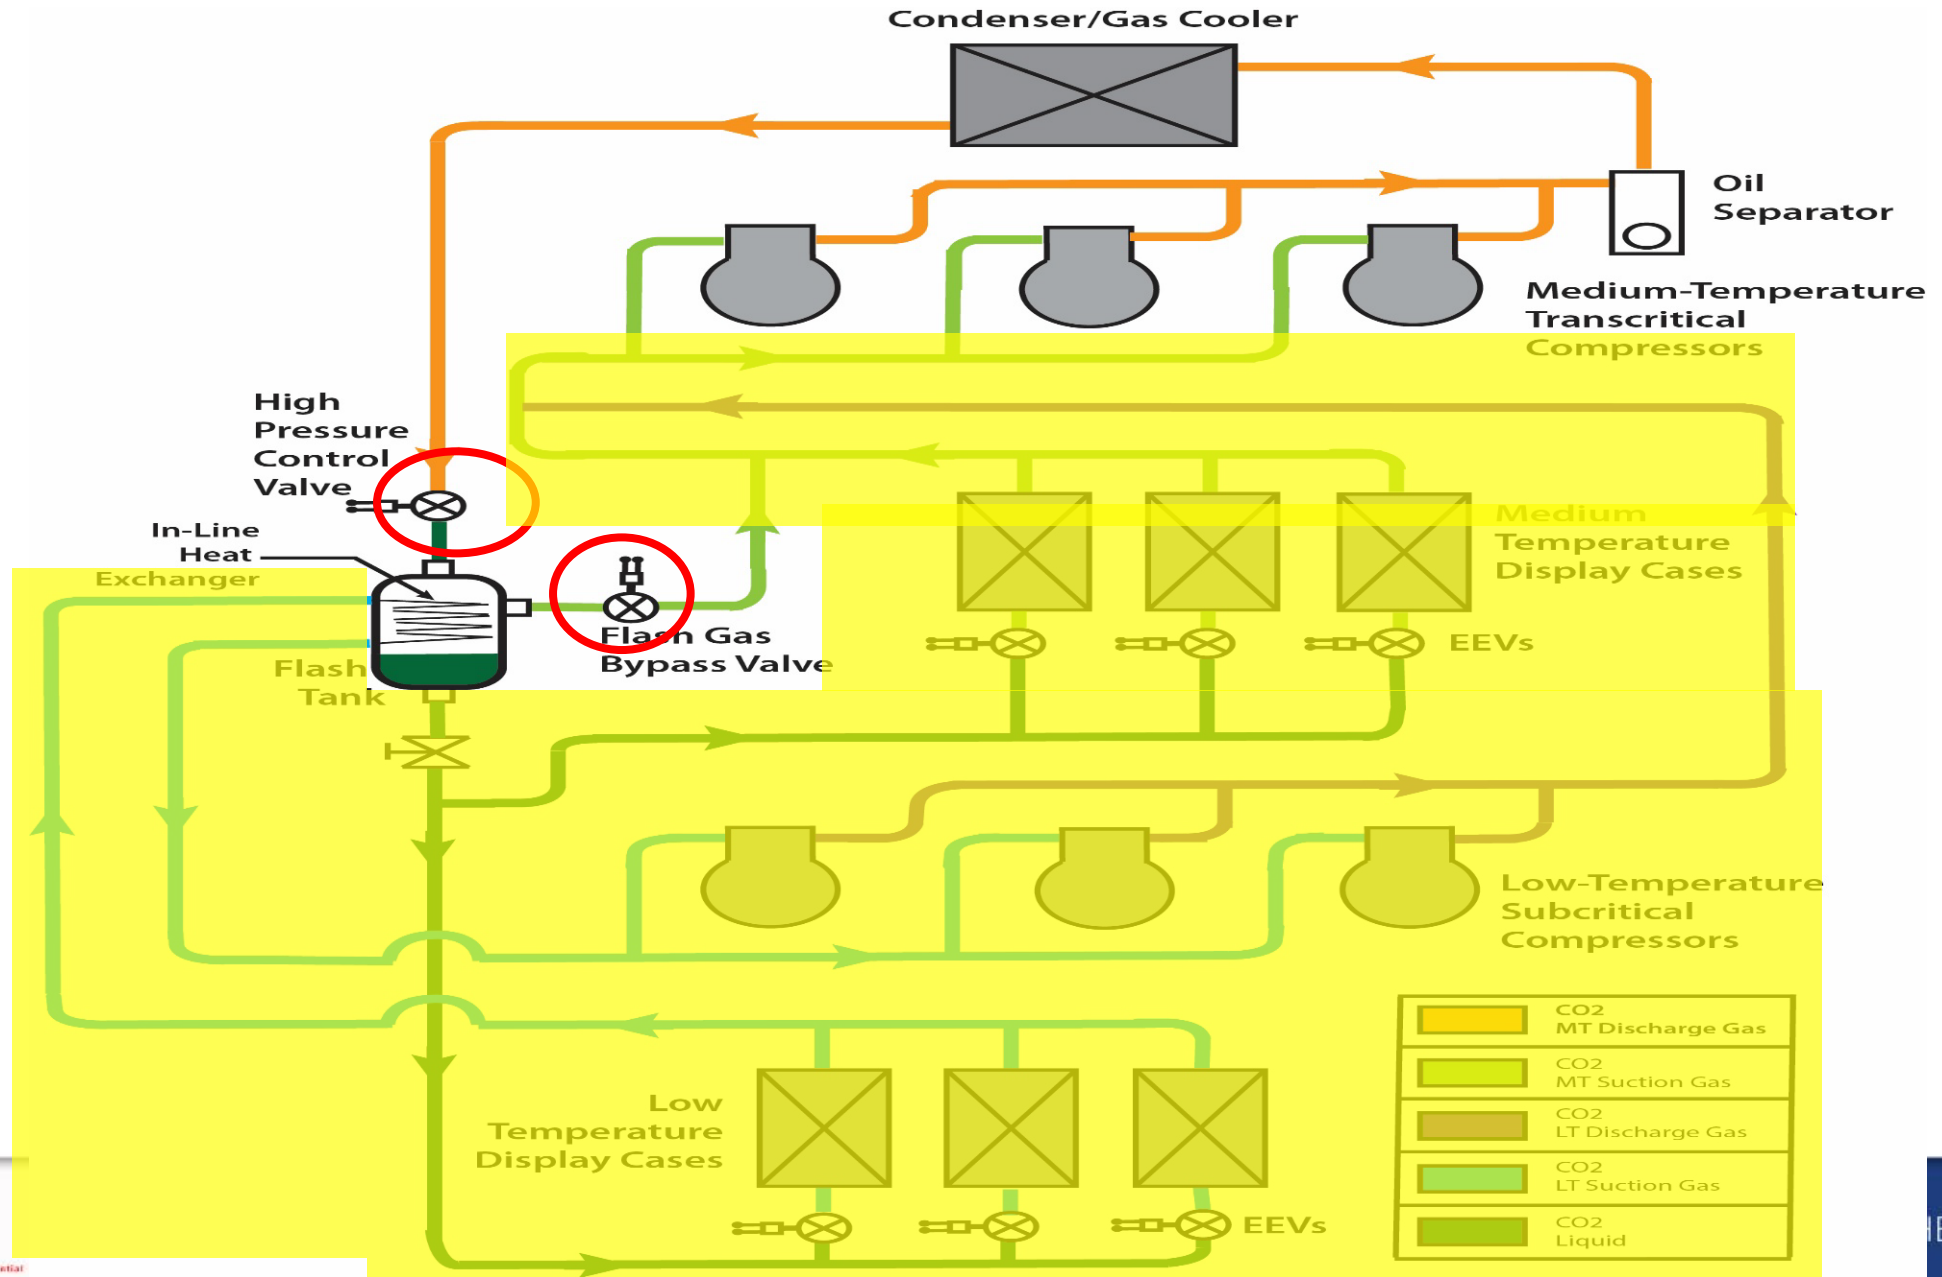 Condenser/Gas Cooler
Oil
Separator
Medium-Temperature
Transcritical
Compressors
High
Pressure
Control
Valve
In-Line
Heat
Exchanger
Flash Gas
Bypass Valve
Flash
Tank
Medium
Temperature
Display Cases
EEVs
Low-Temperature
Subcritical
Compressors
Low
Temperature
Display Cases
EEVs
CO2
MT Discharge Gas
CO2
MT Suction Gas
CO2
LT Discharge Gas
CO2
LT Suction Gas
CO2
Liquid